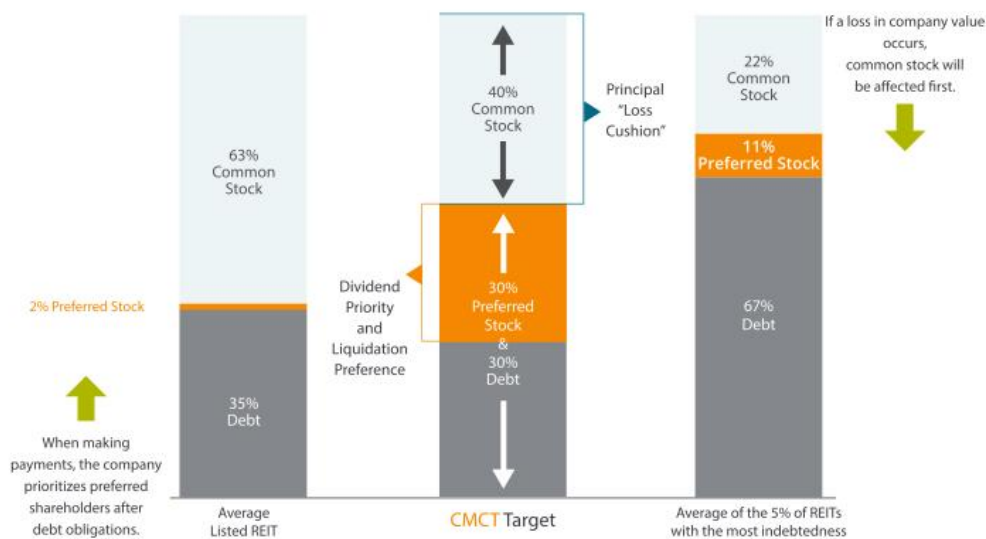 63%
Common
Stock
2% Preferred Stock
35%
Debt
When making
payments, the company
prioritizes preferred
shareholders after
debt obligations.
Average
Listed REIT
40%
Common
Stock
Principal
"Loss
Cushion"
Dividend
Priority
and
Liquidation
Preference
30%
Preferred
Stock
&
30%
Debt
CMCT Target
22%
Common
Stock
11%
Preferred Stock
67%
Debt
Average of the 5% of REITs
with the most indebtedness
If a loss in company value
occurs,
common stock will
be affected first.